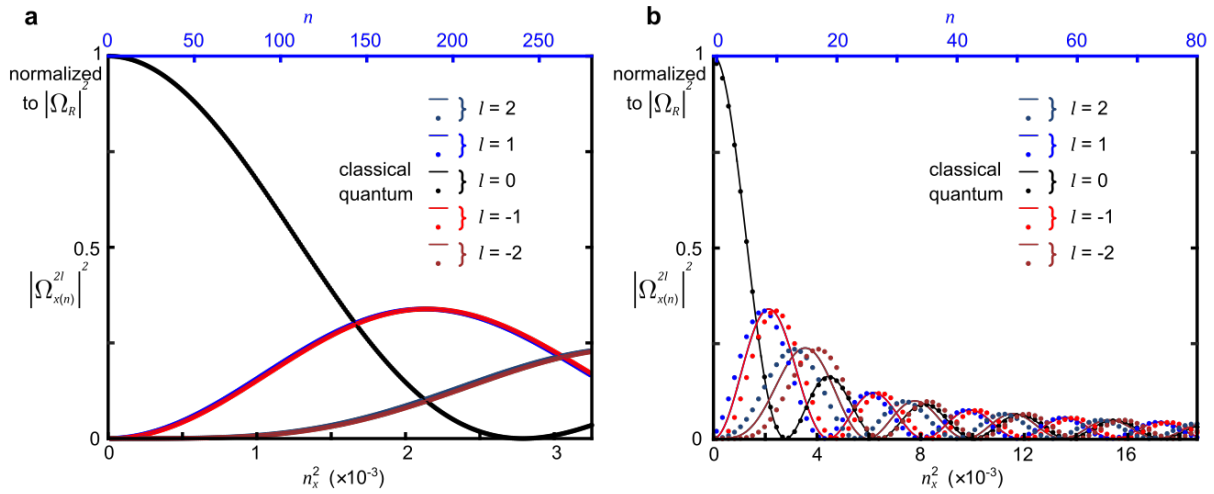 a
n
0 50 100 150 200 250
1
normalized
to |Ω_R|^2
0.5
|Ω_{x(n)}^{2l}|^2
0
classical
quantum
} l = 2
} l = 1
} l = 0
} l = -1
} l = -2
0 1 2 3
n_x^2 (×10^-3)
b
n
0 20 40 60 80
1
normalized
to |Ω_R|^2
0.5
|Ω_{x(n)}^{2l}|^2
0
classical
quantum
} l = 2
} l = 1
} l = 0
} l = -1
} l = -2
0 4 8 12 16
n_x^2 (×10^-3)